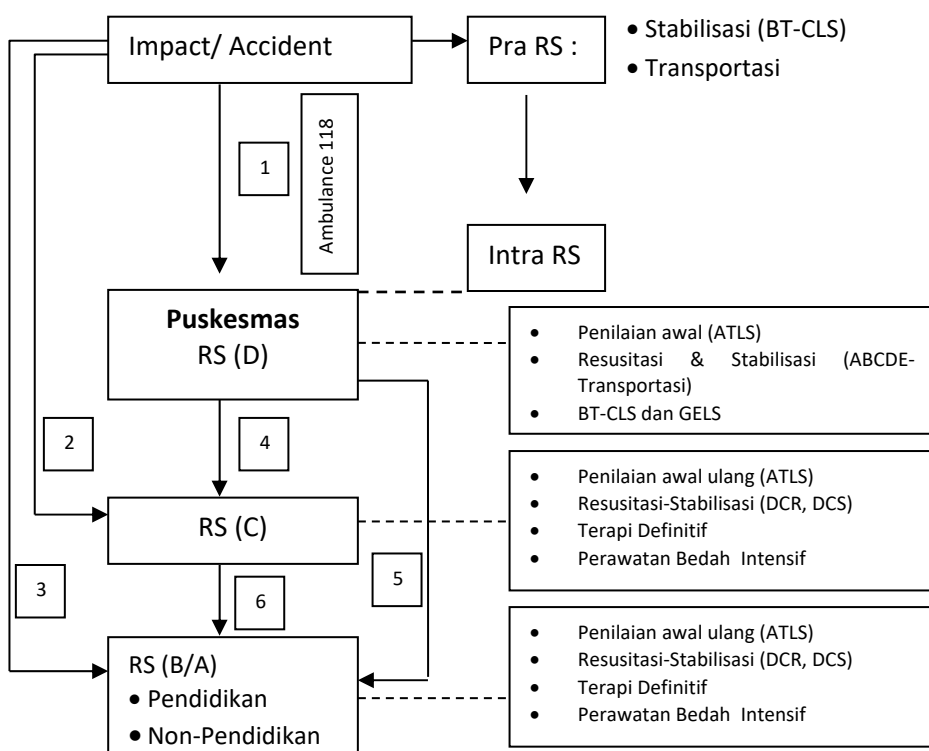 Impact/ Accident
Pra RS :
• Stabilisasi (BT-CLS)
• Transportasi
1
Ambulance 118
Intra RS
Puskesmas
RS (D)
• Penilaian awal (ATLS)
• Resusitasi & Stabilisasi (ABCDE-
Transportasi)
• BT-CLS dan GELS
2
4
RS (C)
• Penilaian awal ulang (ATLS)
• Resusitasi-Stabilisasi (DCR, DCS)
• Terapi Definitif
• Perawatan Bedah Intensif
3
6
5
RS (B/A)
• Pendidikan
• Non-Pendidikan
• Penilaian awal ulang (ATLS)
• Resusitasi-Stabilisasi (DCR, DCS)
• Terapi Definitif
• Perawatan Bedah Intensif